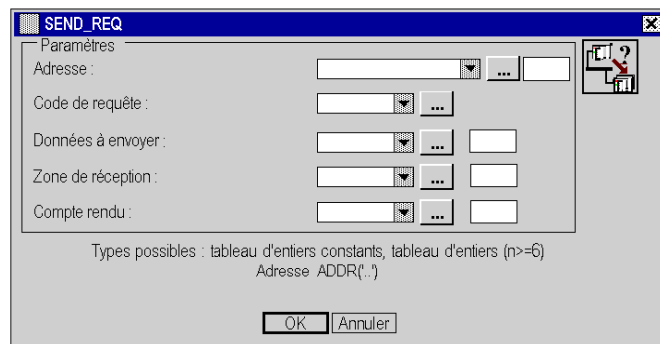 SEND_REQ
Paramètres
Adresse :
...
?
Code de requête :
...
Données à envoyer :
...
Zone de réception :
...
Compte rendu :
...
Types possibles : tableau d'entiers constants, tableau d'entiers (n>=6)
Adresse ADDR('..')
OK Annuler